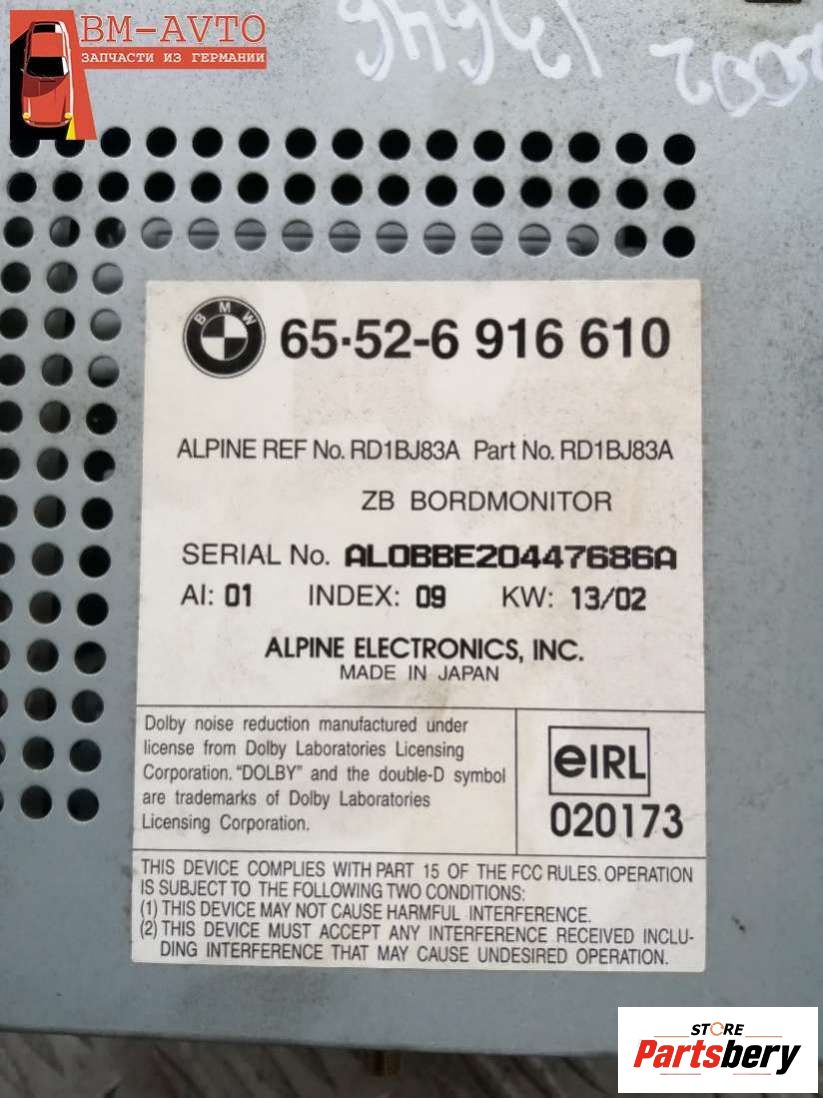 BM-AVTO
ЗАПЧАСТИ ИЗ ГЕРМАНИИ
2002
BMW
65·52-6 916 610
ALPINE REF No. RD1BJ83A Part No. RD1BJ83A
ZB BORDMONITOR
SERIAL No. AL0BBE20447686A
AI: 01 INDEX: 09 KW: 13/02
ALPINE ELECTRONICS, INC.
MADE IN JAPAN
Dolby noise reduction manufactured under
license from Dolby Laboratories Licensing
Corporation. "DOLBY" and the double-D symbol
are trademarks of Dolby Laboratories
Licensing Corporation.
eIRL
020173
THIS DEVICE COMPLIES WITH PART 15 OF THE FCC RULES. OPERATION
IS SUBJECT TO THE FOLLOWING TWO CONDITIONS:
(1) THIS DEVICE MAY NOT CAUSE HARMFUL INTERFERENCE.
(2) THIS DEVICE MUST ACCEPT ANY INTERFERENCE RECEIVED INCLU-
DING INTERFERENCE THAT MAY CAUSE UNDESIRED OPERATION.
STORE
Partsbery